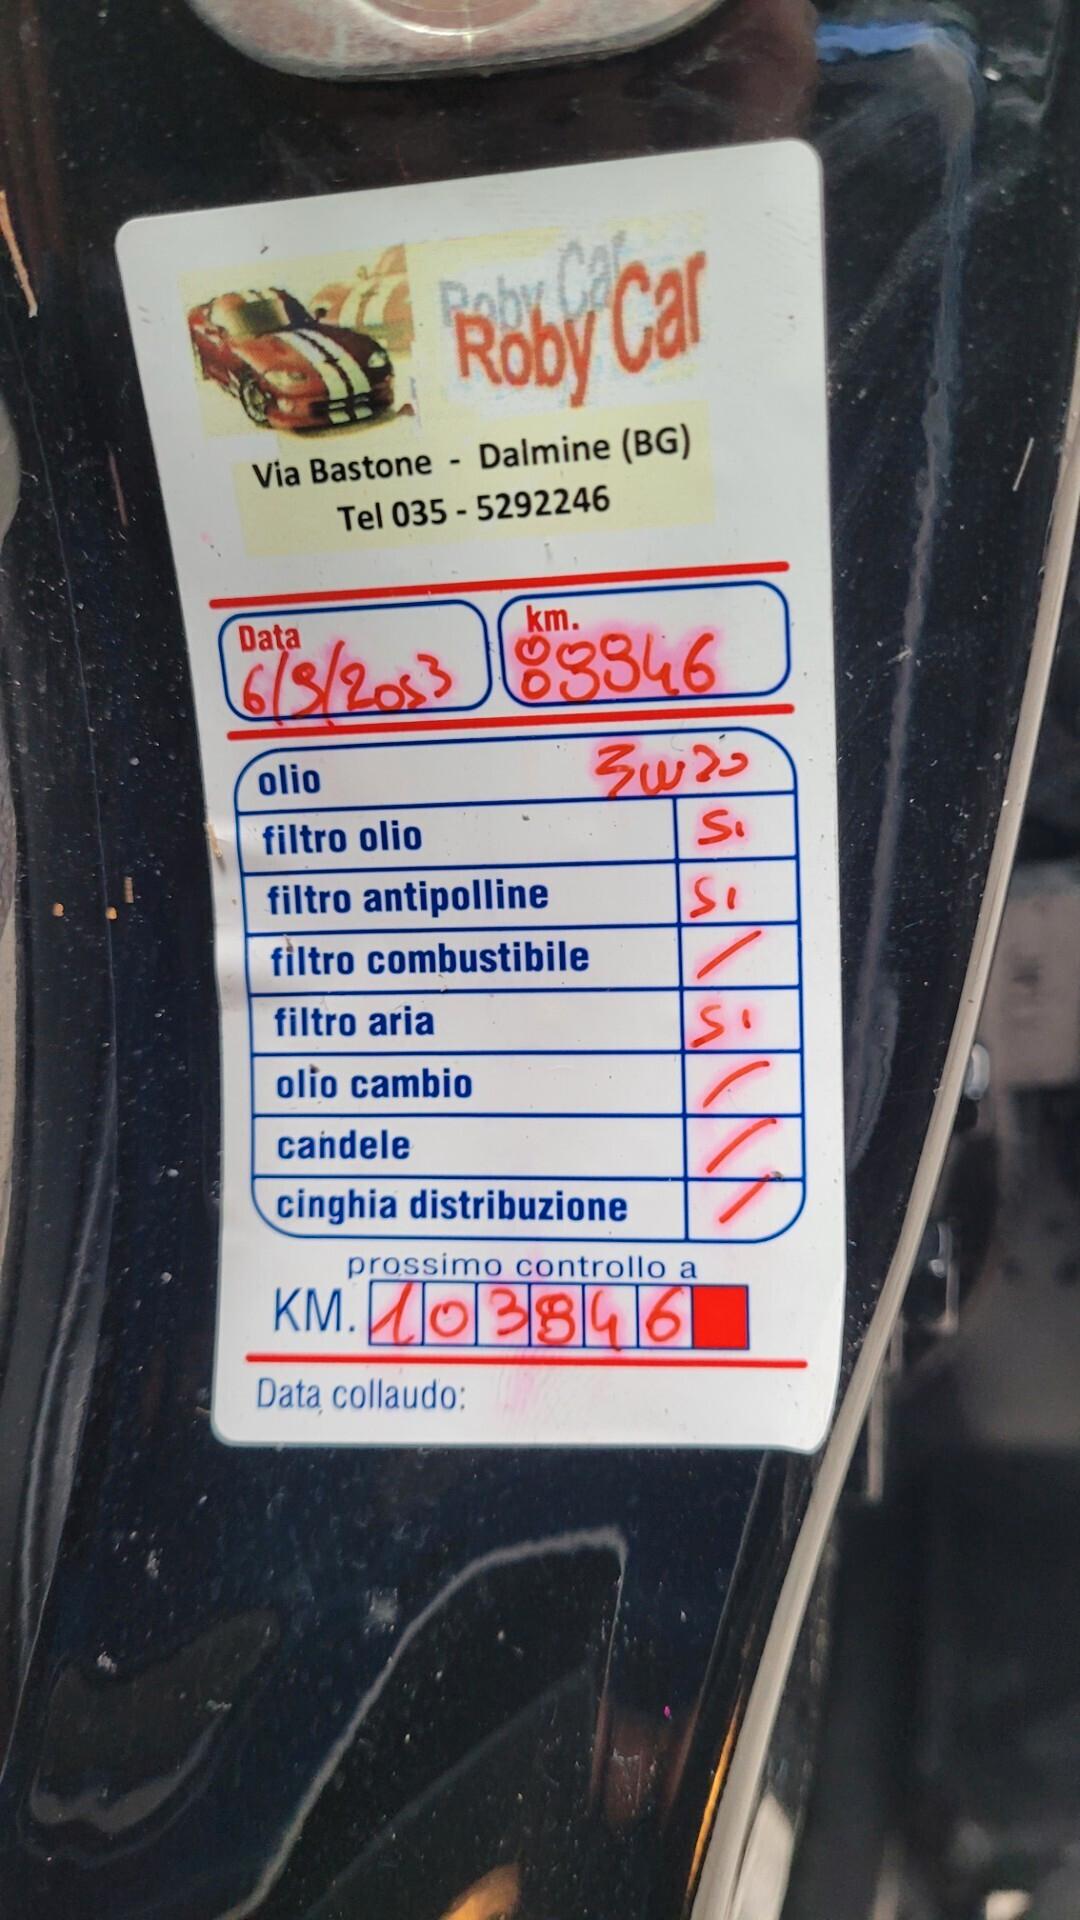 Roby Car
Roby Car
Via Bastone - Dalmine (BG)
Tel 035 - 5292246
Data km.
6/9/2023
olio 5w30
filtro olio Si
filtro antipolline Si
filtro combustibile /
filtro aria Si
olio cambio /
candele /
cinghia distribuzione /
prossimo controllo a
KM. 103946
Data collaudo: